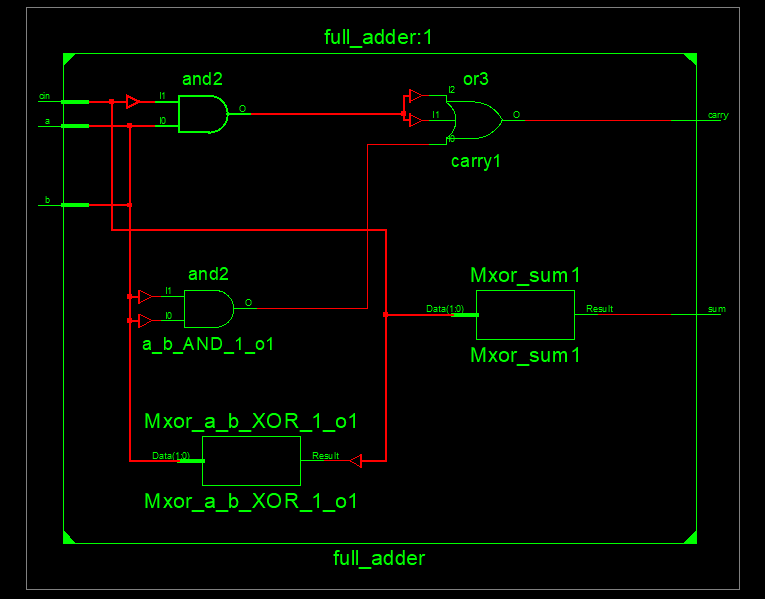 full_adder:1
and2
or3
cin
I1
O
I2
a
I0
I1
O
carry
I0
carry1
b
and2
I1
O
I0
a_b_AND_1_o1
Mxor_sum1
Data(1:0)
Result
sum
Mxor_sum1
Mxor_a_b_XOR_1_o1
Data(1:0)
Result
Mxor_a_b_XOR_1_o1
full_adder